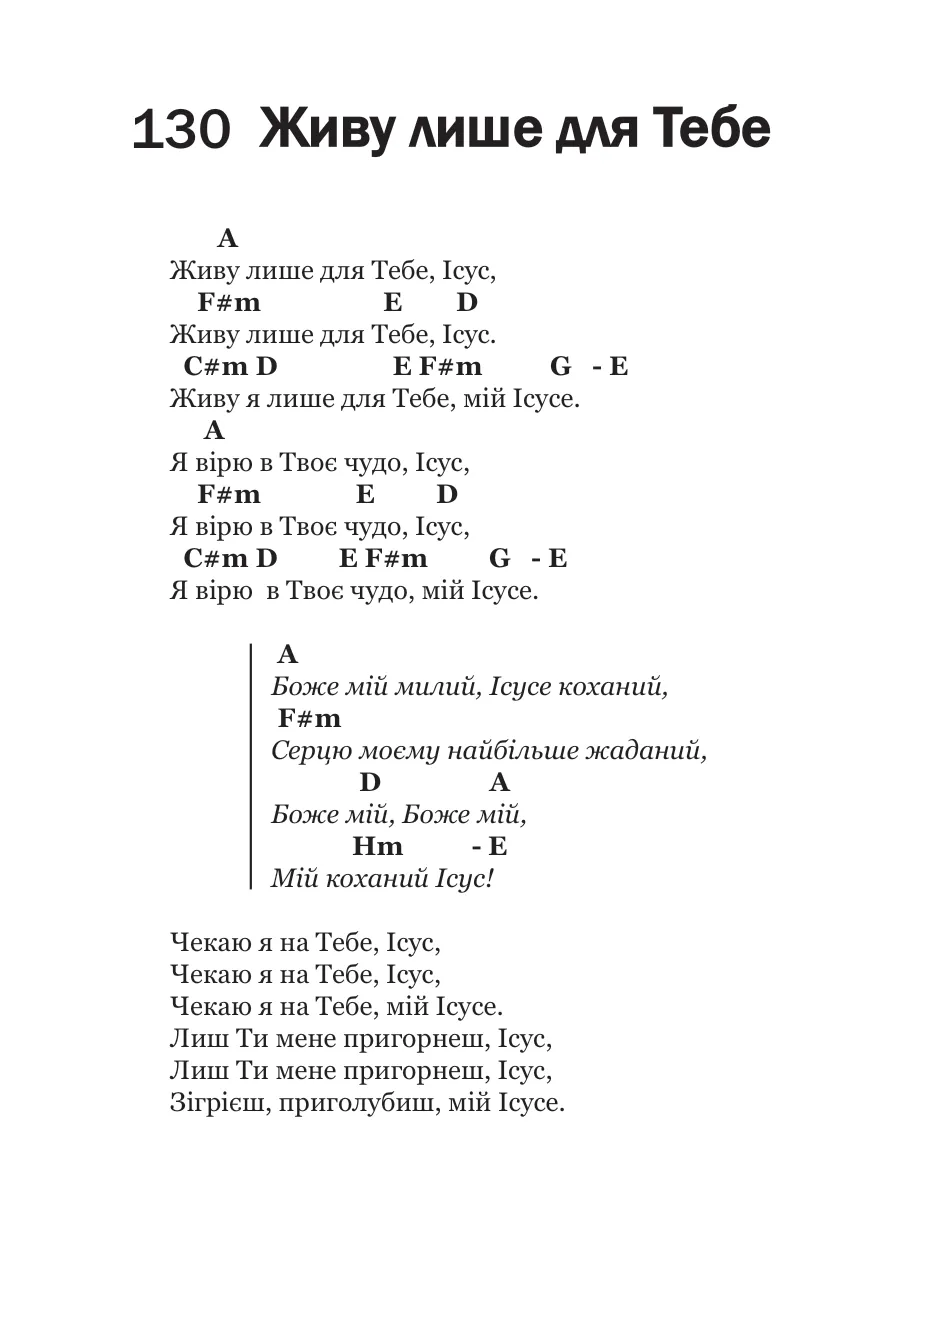 130 Живу лише для Тебе
A
Живу лише для Тебе, Ісус,
F#m E D
Живу лише для Тебе, Ісус.
C#m D E F#m G - E
Живу я лише для Тебе, мій Ісусе.
A
Я вірю в Твоє чудо, Ісус,
F#m E D
Я вірю в Твоє чудо, Ісус,
C#m D E F#m G - E
Я вірю в Твоє чудо, мій Ісусе.
A
Боже мій милий, Ісусе коханий,
F#m
Серцю моєму найбільше жаданий,
D A
Боже мій, Боже мій,
Hm - E
Мій коханий Ісус!
Чекаю я на Тебе, Ісус,
Чекаю я на Тебе, Ісус,
Чекаю я на Тебе, мій Ісусе.
Лиш Ти мене пригорнеш, Ісус,
Лиш Ти мене пригорнеш, Ісус,
Зігрієш, приголубиш, мій Ісусе.